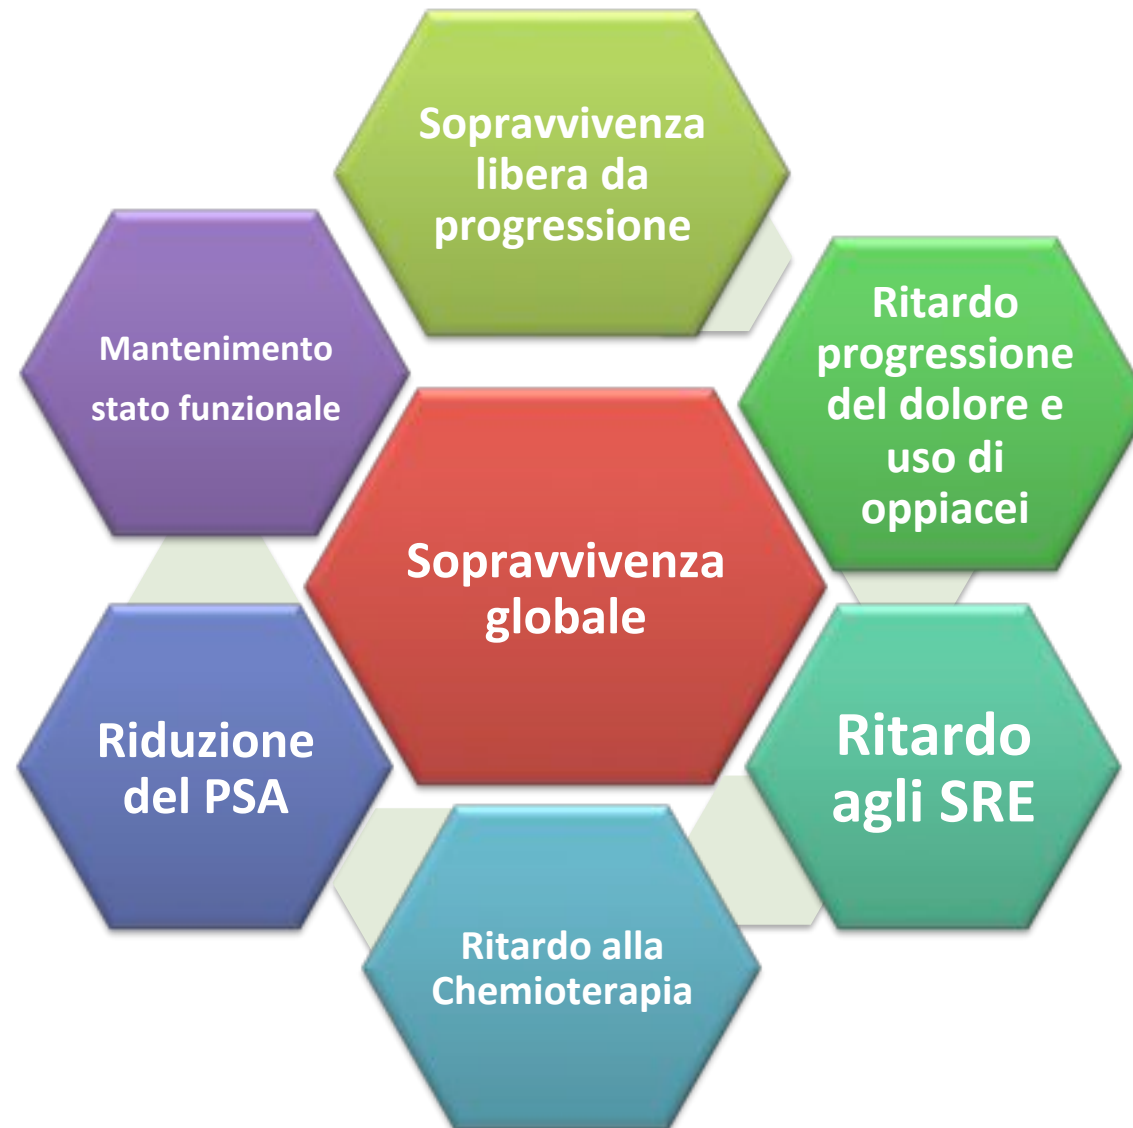 Sopravvivenza
libera da
progressione
Ritardo
progressione
del dolore e
uso di
oppiacei
Mantenimento
stato funzionale
Sopravvivenza
globale
Riduzione
del PSA
Ritardo
agli SRE
Ritardo alla
Chemioterapia